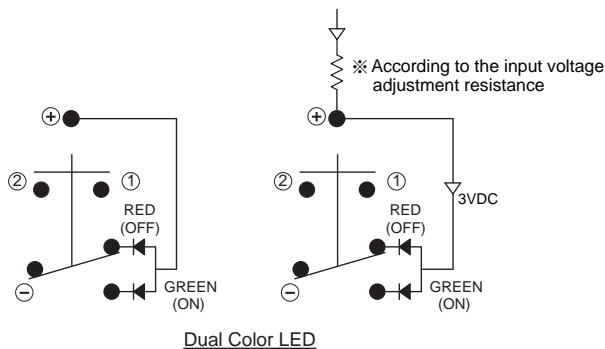 ※ According to the input voltage
adjustment resistance
⊕
② ①
RED
(OFF)
GREEN
(ON)
⊖
⊕
② ①
3VDC
RED
(OFF)
GREEN
(ON)
⊖
Dual Color LED